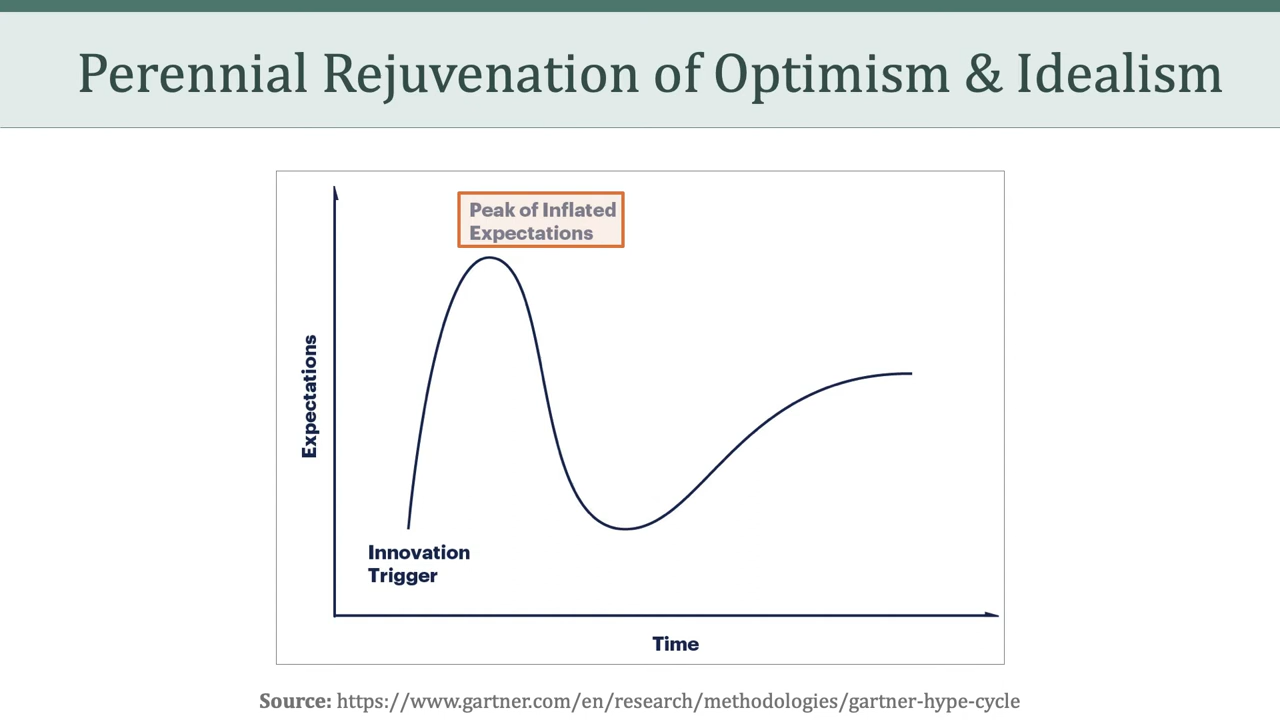 Perennial Rejuvenation of Optimism & Idealism
Peak of Inflated
Expectations
Expectations
Innovation
Trigger
Time
Source: https://www.gartner.com/en/research/methodologies/gartner-hype-cycle